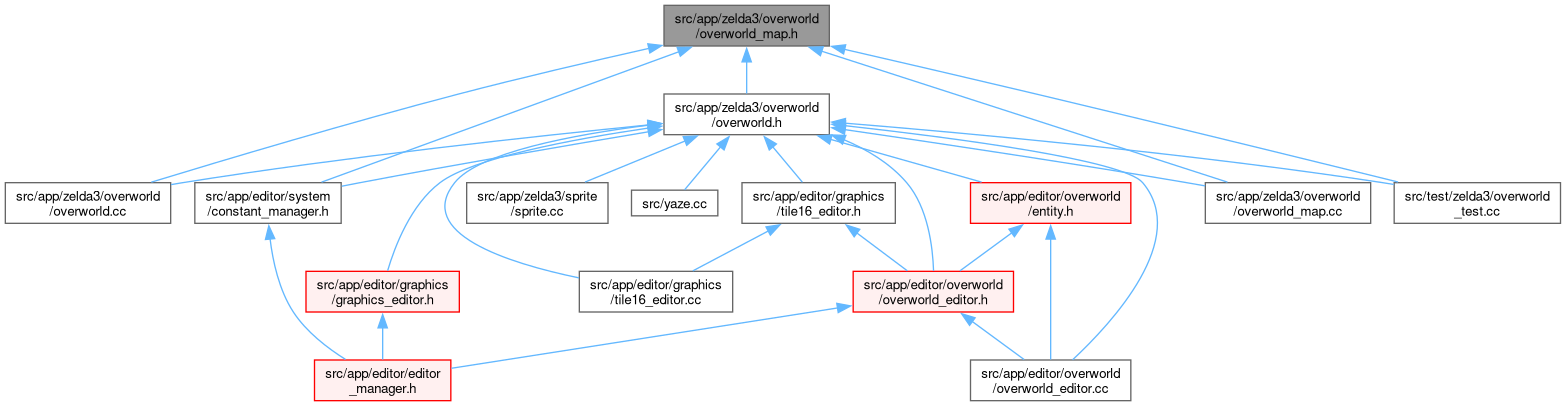 src/app/zelda3/overworld
/overworld_map.h
src/app/zelda3/overworld
/overworld.h
src/app/zelda3/overworld
/overworld.cc
src/app/editor/system
/constant_manager.h
src/app/zelda3/sprite
/sprite.cc
src/yaze.cc
src/app/editor/graphics
/tile16_editor.h
src/app/editor/overworld
/entity.h
src/app/zelda3/overworld
/overworld_map.cc
src/test/zelda3/overworld
_test.cc
src/app/editor/graphics
/graphics_editor.h
src/app/editor/graphics
/tile16_editor.cc
src/app/editor/overworld
/overworld_editor.h
src/app/editor/editor
_manager.h
src/app/editor/overworld
/overworld_editor.cc